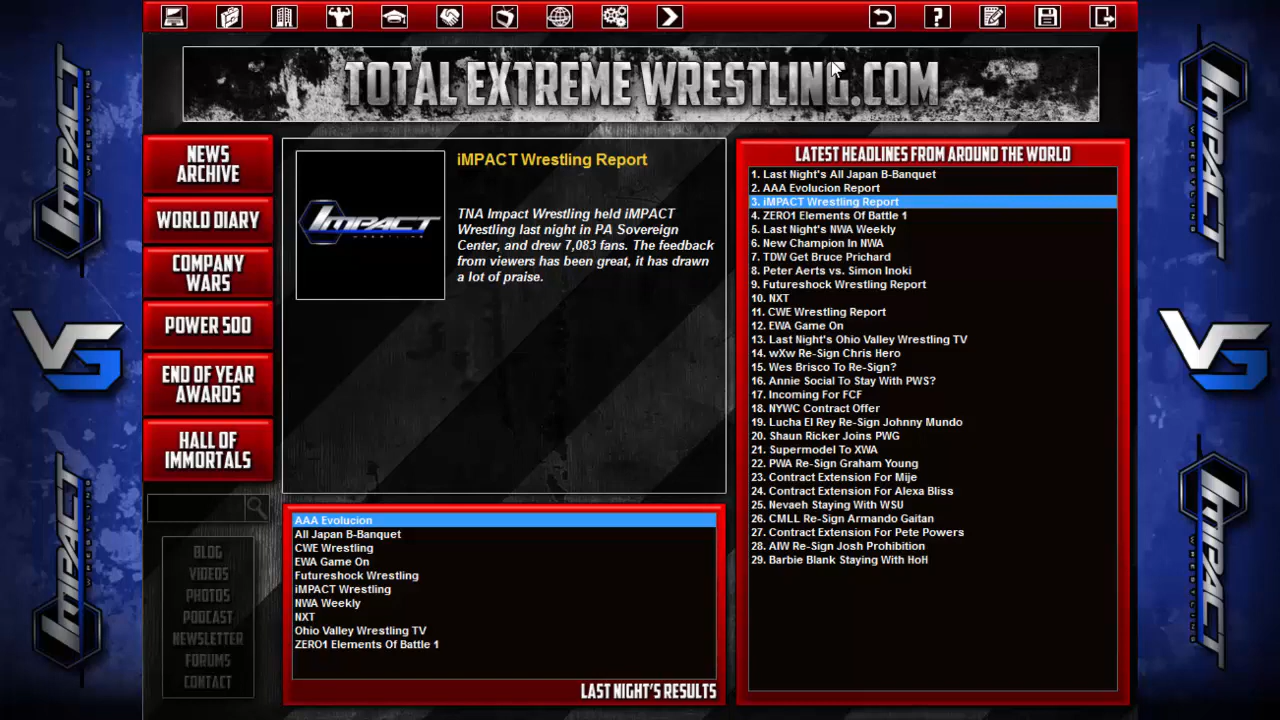 TOTAL EXTREME WRESTLING.COM
NEWS
ARCHIVE
WORLD DIARY
COMPANY
WARS
POWER 500
END OF YEAR
AWARDS
HALL OF
IMMORTALS
BLOG
VIDEOS
PHOTOS
PODCAST
NEWSLETTER
FORUMS
CONTACT
IMPACT
WRESTLING
iMPACT Wrestling Report
TNA Impact Wrestling held iMPACT
Wrestling last night in PA Sovereign
Center, and drew 7,083 fans. The feedback
from viewers has been great, it has drawn
a lot of praise.
AAA Evolucion
All Japan B-Banquet
CWE Wrestling
EWA Game On
Futureshock Wrestling
iMPACT Wrestling
NWA Weekly
NXT
Ohio Valley Wrestling TV
ZERO1 Elements Of Battle 1
LAST NIGHT'S RESULTS
LATEST HEADLINES FROM AROUND THE WORLD
1. Last Night's All Japan B-Banquet
2. AAA Evolucion Report
3. iMPACT Wrestling Report
4. ZERO1 Elements Of Battle 1
5. Last Night's NWA Weekly
6. New Champion In NWA
7. TDW Get Bruce Prichard
8. Peter Aerts vs. Simon Inoki
9. Futureshock Wrestling Report
10. NXT
11. CWE Wrestling Report
12. EWA Game On
13. Last Night's Ohio Valley Wrestling TV
14. wXw Re-Sign Chris Hero
15. Wes Brisco To Re-Sign?
16. Annie Social To Stay With PWS?
17. Incoming For FCF
18. NYWC Contract Offer
19. Lucha El Rey Re-Sign Johnny Mundo
20. Shaun Ricker Joins PWG
21. Supermodel To XWA
22. PWA Re-Sign Graham Young
23. Contract Extension For Mije
24. Contract Extension For Alexa Bliss
25. Nevaeh Staying With WSU
26. CMLL Re-Sign Armando Gaitan
27. Contract Extension For Pete Powers
28. AIW Re-Sign Josh Prohibition
29. Barbie Blank Staying With HoH
IMPACT
WRESTLING
VS
IMPACT
WRESTLING
IMPACT
WRESTLING
VS
IMPACT
WRESTLING